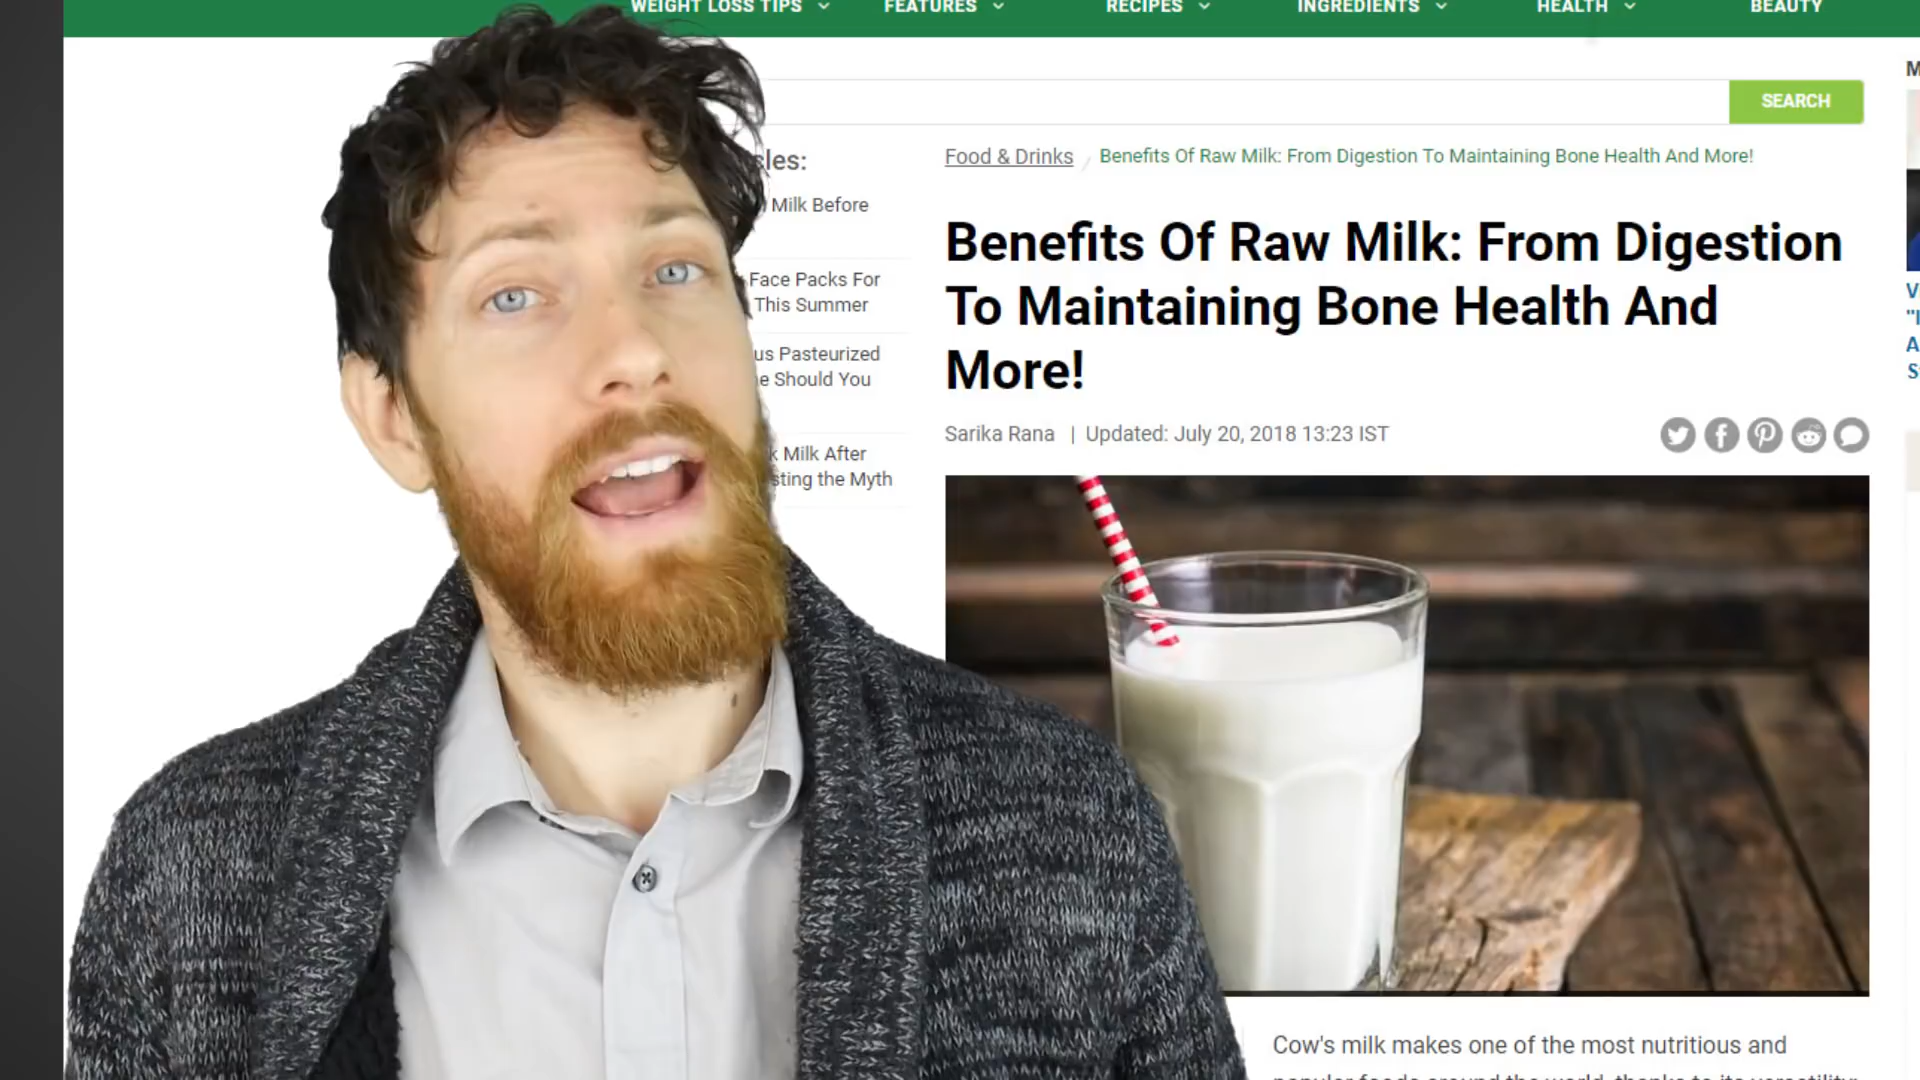 WEIGHT LOSS TIPS FEATURES RECIPES INGREDIENTS HEALTH BEAUTY
SEARCH
Milk Before
Face Packs For
This Summer
Pasteurized
Should You
Milk After
the Myth
Food & Drinks / Benefits Of Raw Milk: From Digestion To Maintaining Bone Health And More!
Benefits Of Raw Milk: From Digestion
To Maintaining Bone Health And
More!
Sarika Rana | Updated: July 20, 2018 13:23 IST
Cow's milk makes one of the most nutritious and